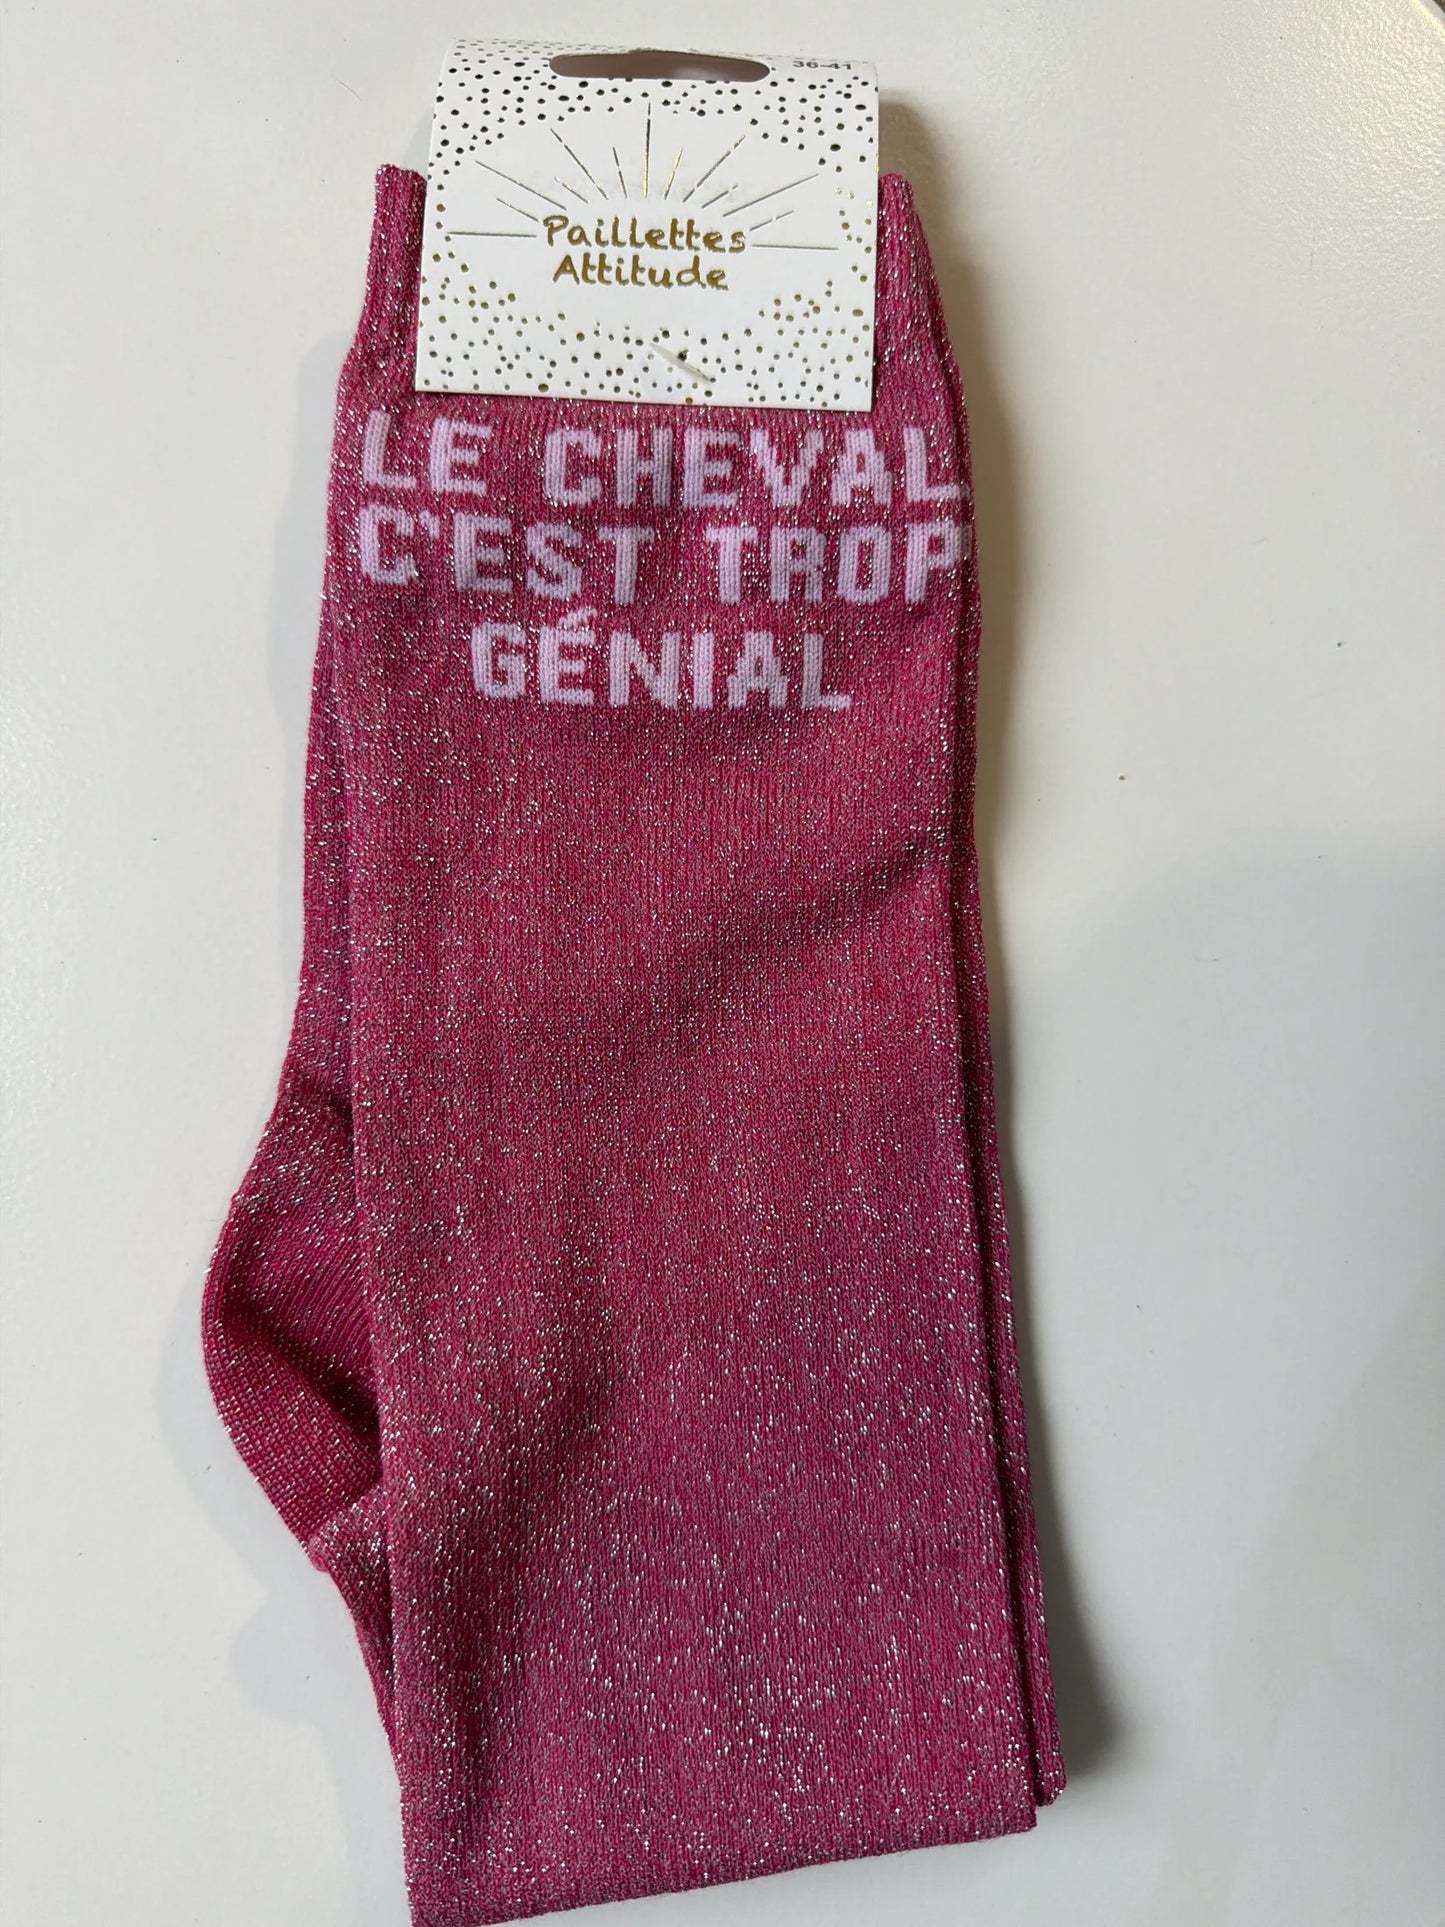 36-41
Paillettes
Attitude
LE CHEVAL
C'EST TROP
GÉNIAL